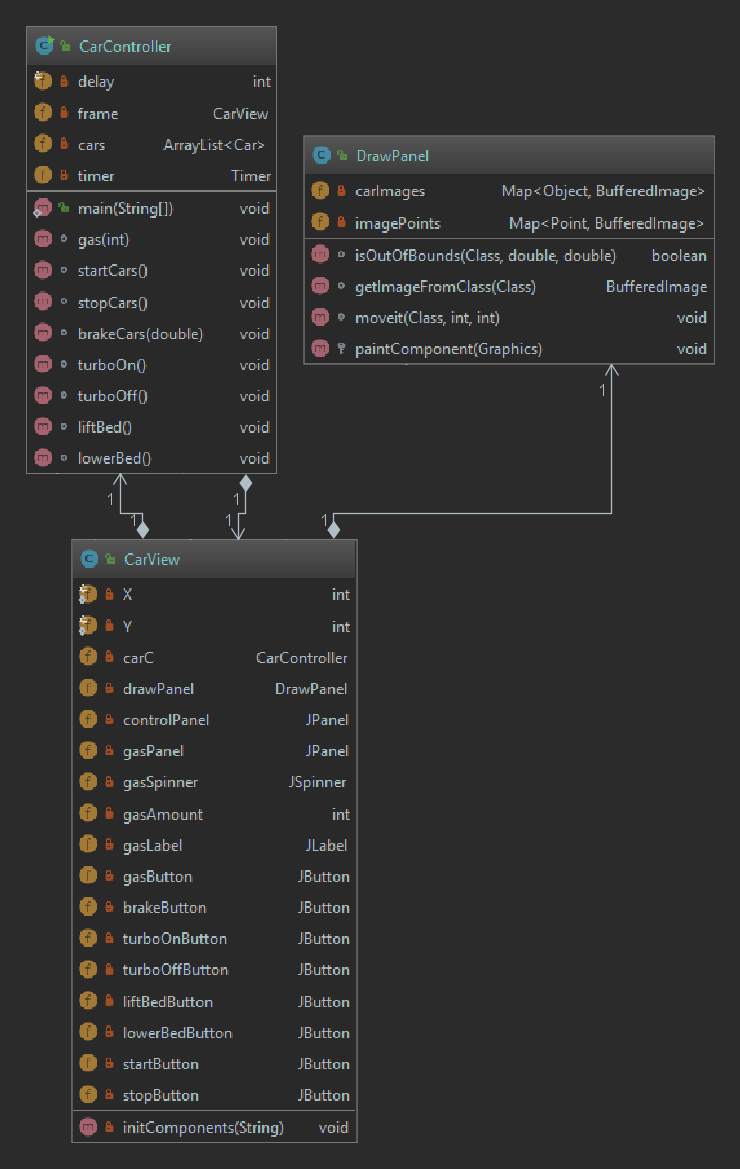 CarController
delay int
frame CarView
cars ArrayList<Car>
timer Timer
main(String[]) void
gas(int) void
startCars() void
stopCars() void
brakeCars(double) void
turboOn() void
turboOff() void
liftBed() void
lowerBed() void
DrawPanel
carImages Map<Object, BufferedImage>
imagePoints Map<Point, BufferedImage>
isOutOfBounds(Class, double, double) boolean
getImageFromClass(Class) BufferedImage
moveit(Class, int, int) void
paintComponent(Graphics) void
1
1 1
1 1 1
CarView
X int
Y int
carC CarController
drawPanel DrawPanel
controlPanel JPanel
gasPanel JPanel
gasSpinner JSpinner
gasAmount int
gasLabel JLabel
gasButton JButton
brakeButton JButton
turboOnButton JButton
turboOffButton JButton
liftBedButton JButton
lowerBedButton JButton
startButton JButton
stopButton JButton
initComponents(String) void